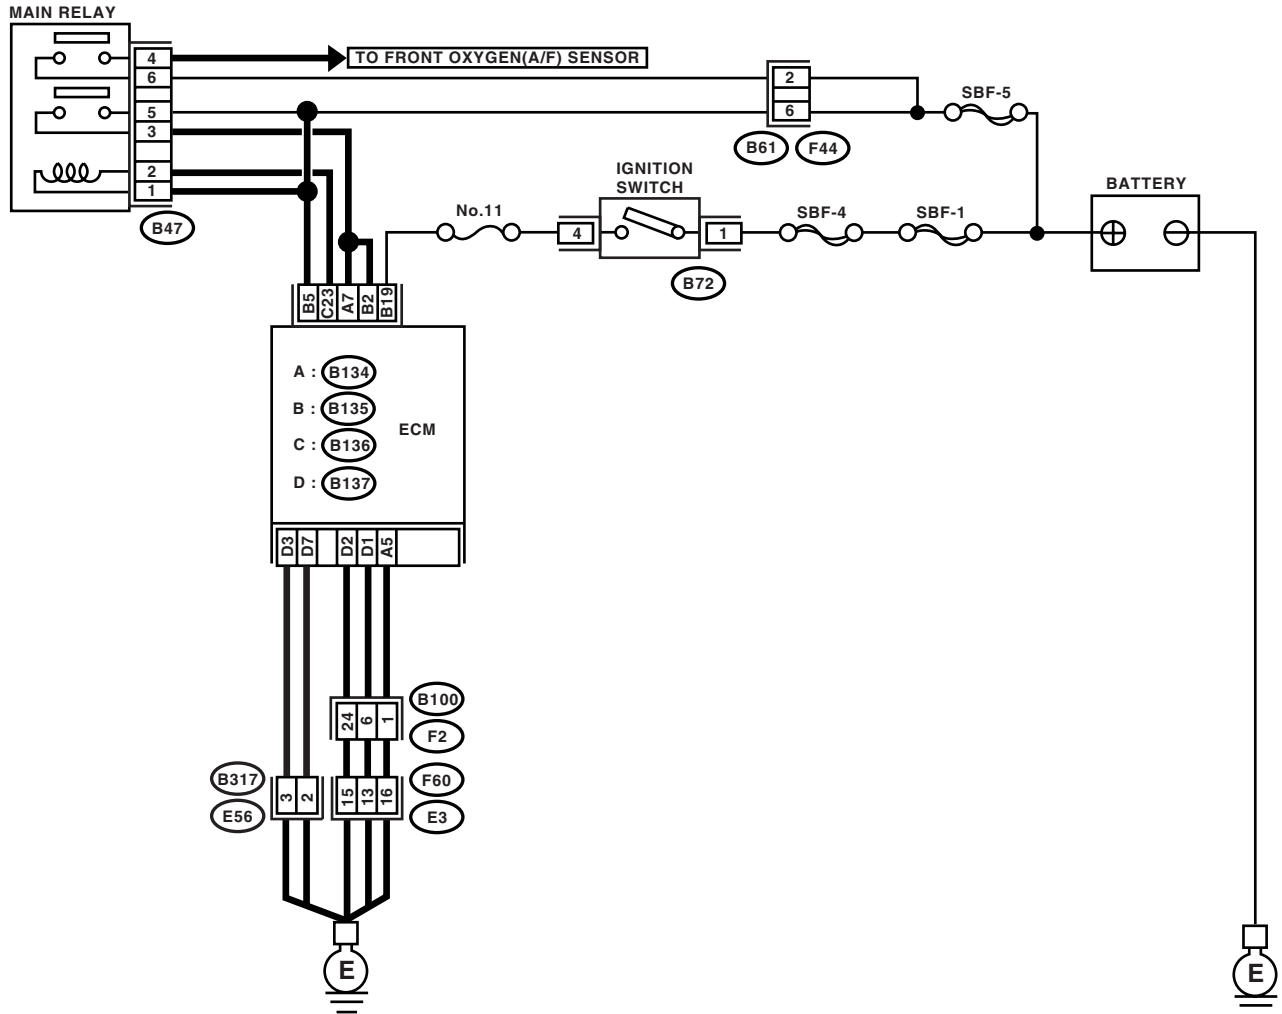 MAIN RELAY
4
TO FRONT OXYGEN(A/F) SENSOR
6
2
5
6
SBF-5
3
B61
F44
2
1
B47
IGNITION
SWITCH
BATTERY
No.11
4
1
SBF-4
SBF-1
B72
B5
C23
A7
B2
B19
A : B134
B : B135
ECM
C : B136
D : B137
D3
D7
D2
D1
A5
B100
24
6
1
F2
B317
F60
3
2
15
13
16
E56
E3
E
E